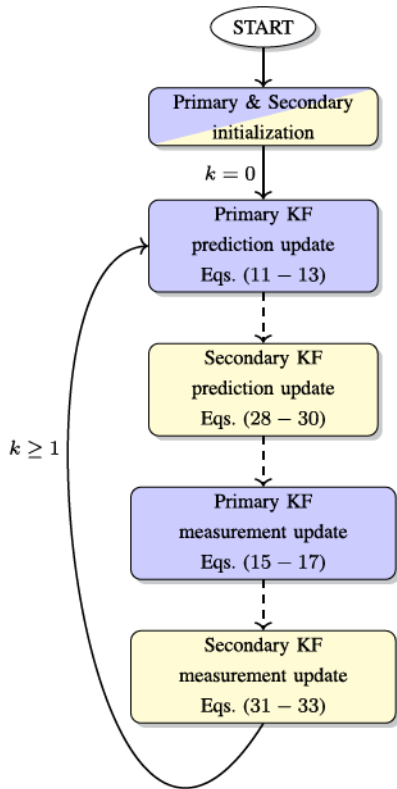 START
Primary & Secondary
initialization
k = 0
Primary KF
prediction update
Eqs. (11 − 13)
Secondary KF
prediction update
Eqs. (28 − 30)
k ≥ 1
Primary KF
measurement update
Eqs. (15 − 17)
Secondary KF
measurement update
Eqs. (31 − 33)